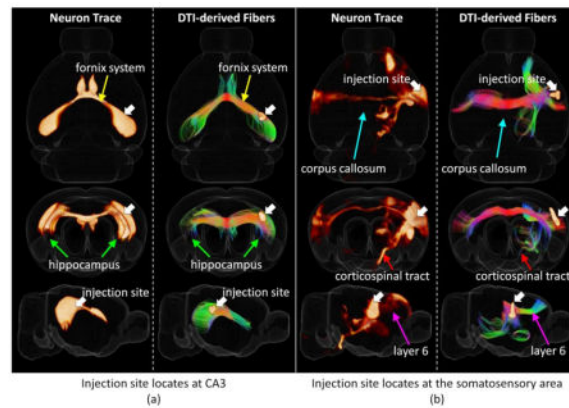 Neuron Trace
DTI-derived Fibers
Neuron Trace
DTI-derived Fibers
fornix system
fornix system
injection site
injection site
corpus callosum
corpus callosum
hippocampus
hippocampus
corticospinal tract
corticospinal tract
injection site
injection site
layer 6
layer 6
Injection site locates at CA3
Injection site locates at the somatosensory area
(a)
(b)